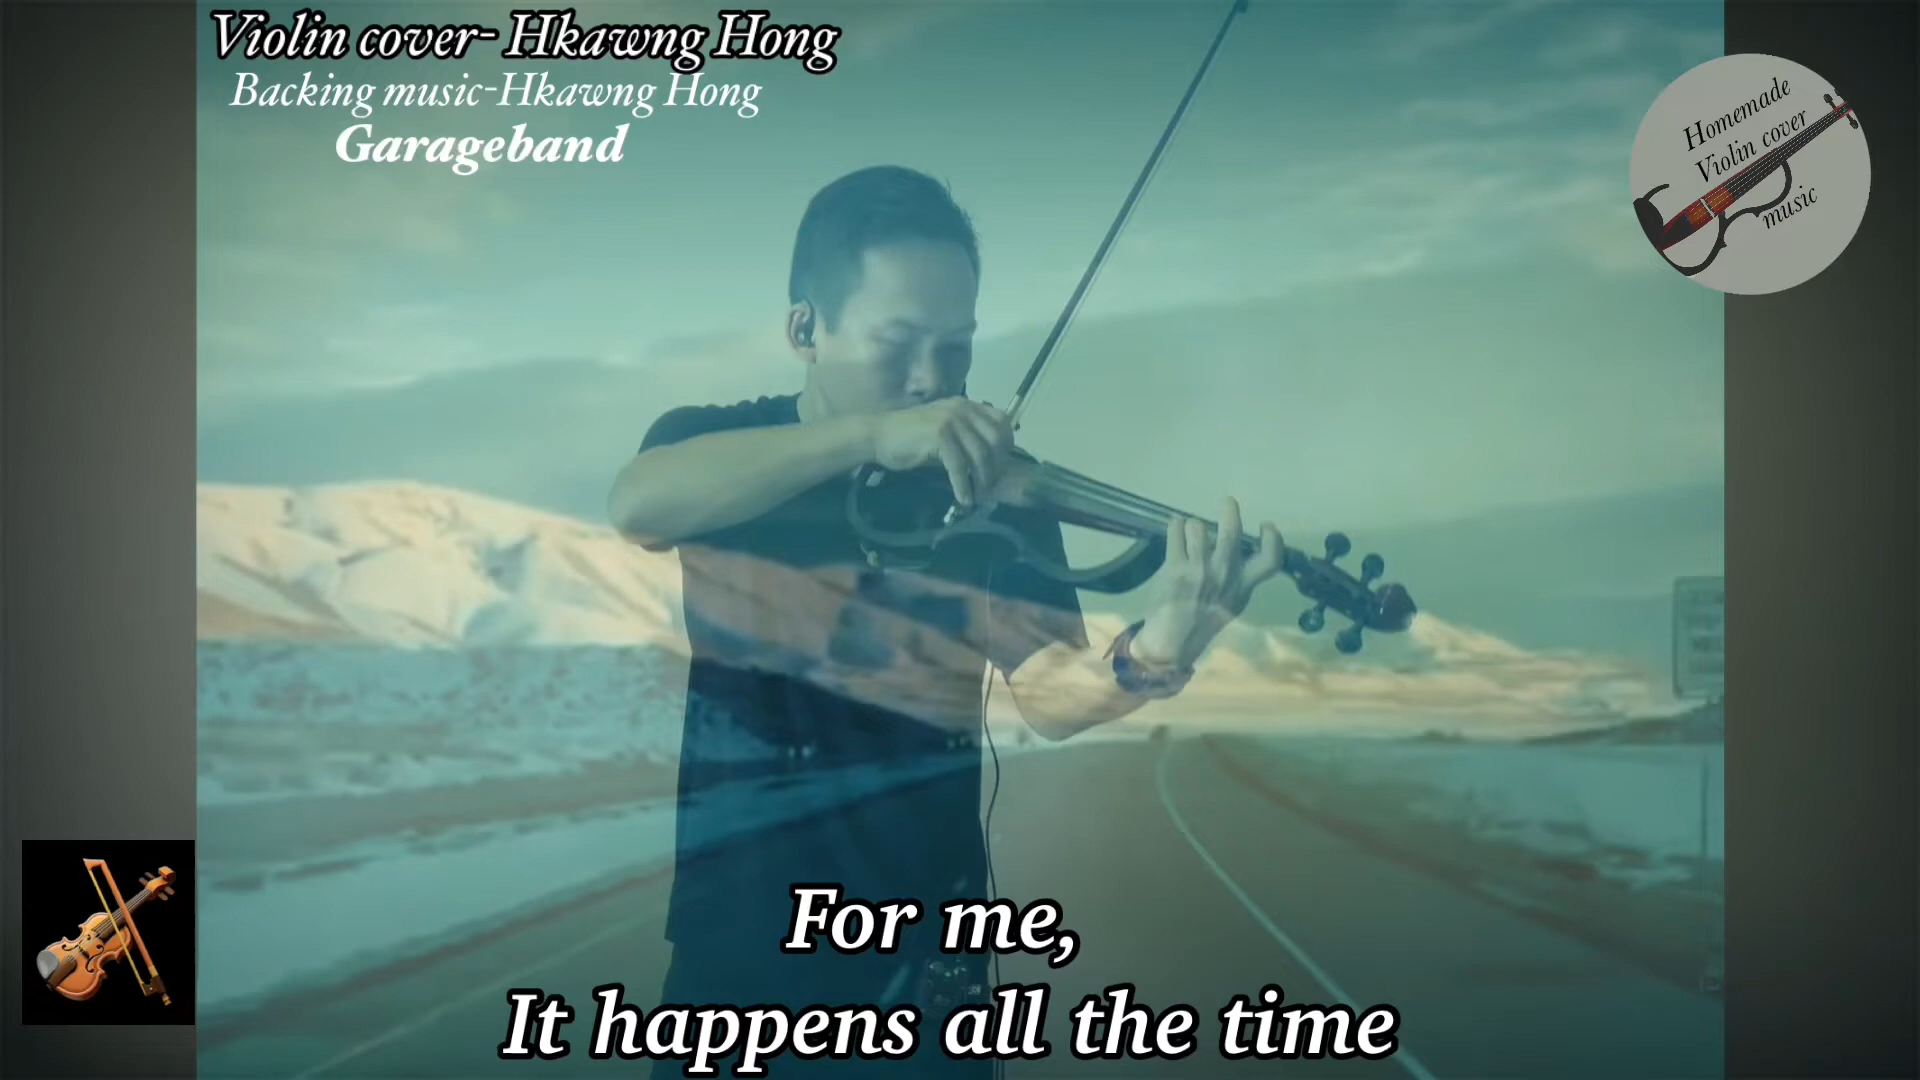 Violin cover- Hkawng Hong
Backing music-Hkawng Hong
Garageband
Homemade
Violin cover
music
For me,
It happens all the time